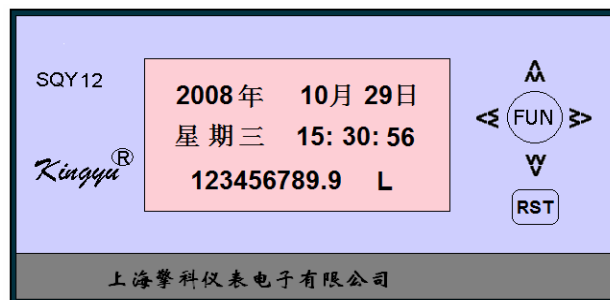 SQY12
2008年 10月 29日
星期三 15: 30: 56
123456789.9 L
Kingyu®
FUN
RST
上海擎科仪表电子有限公司